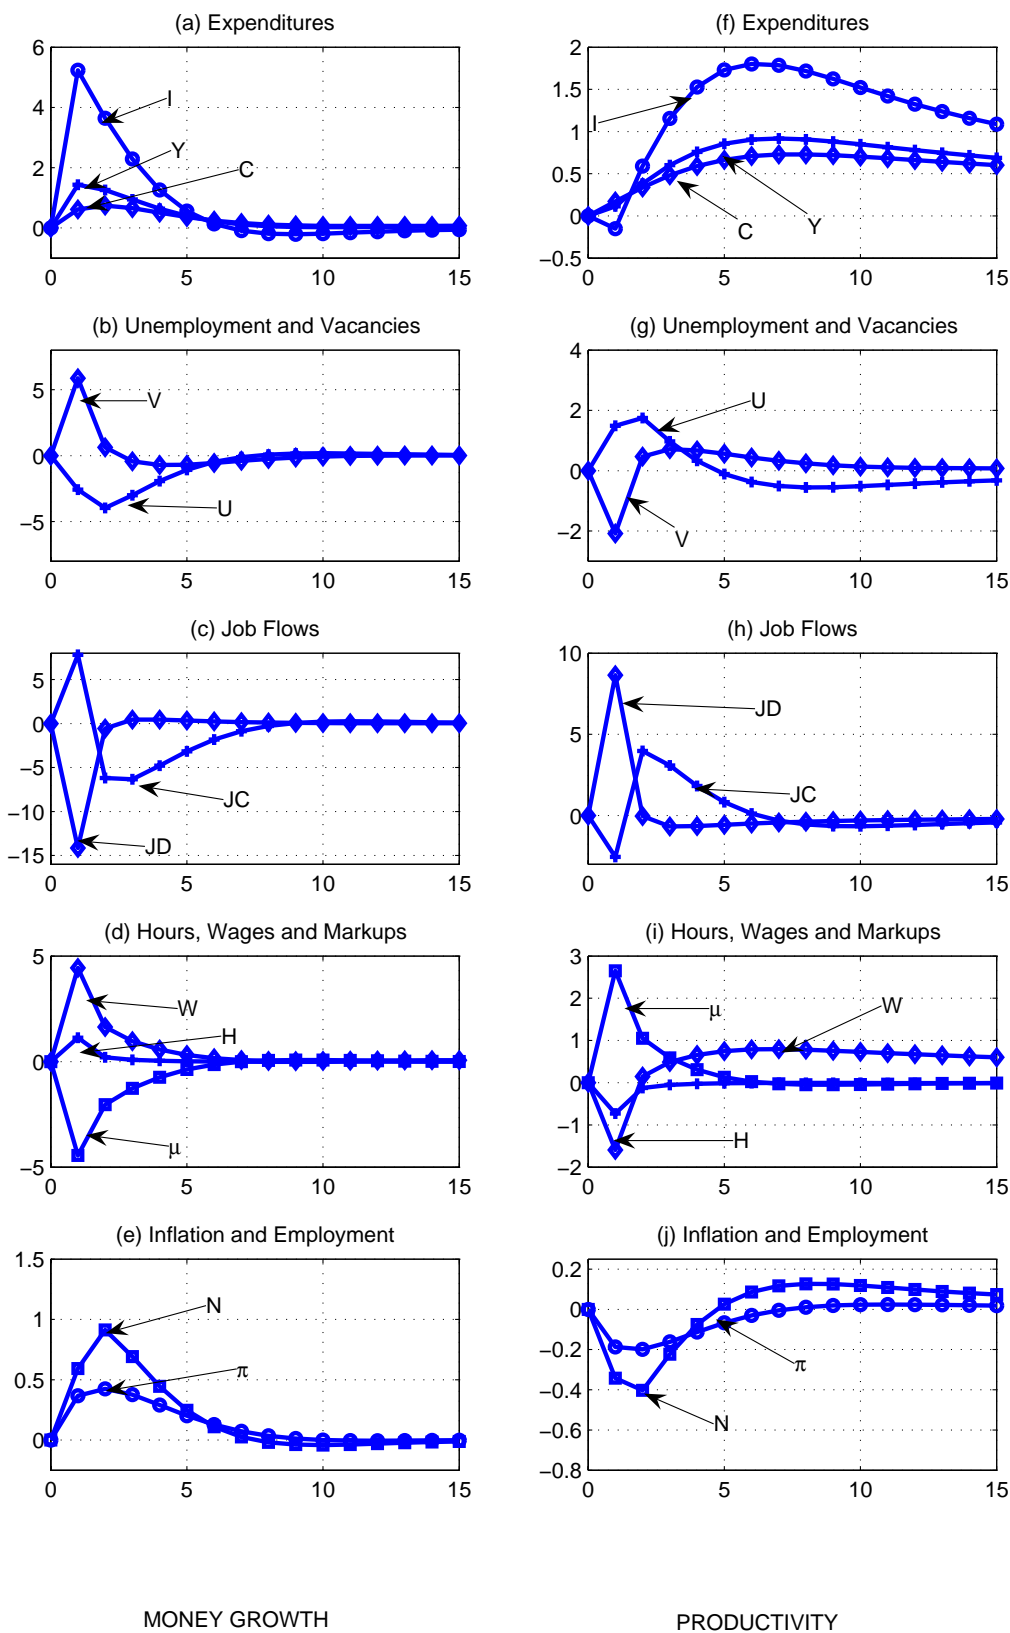 (a) Expenditures
6
4
2
0
0
5
10
15
I
Y
C
(f) Expenditures
2
1.5
1
0.5
0
−0.5
0
5
10
15
I
C
Y
(b) Unemployment and Vacancies
5
0
−5
0
5
10
15
V
U
(g) Unemployment and Vacancies
4
2
0
−2
0
5
10
15
U
V
(c) Job Flows
5
0
−5
−10
−15
0
5
10
15
JC
JD
(h) Job Flows
10
5
0
0
5
10
15
JD
JC
(d) Hours, Wages and Markups
5
0
−5
0
5
10
15
W
H
μ
(i) Hours, Wages and Markups
3
2
1
0
−1
−2
0
5
10
15
μ
W
H
(e) Inflation and Employment
1.5
1
0.5
0
0
5
10
15
N
π
(j) Inflation and Employment
0.2
0
−0.2
−0.4
−0.6
−0.8
0
5
10
15
π
N
MONEY GROWTH
PRODUCTIVITY